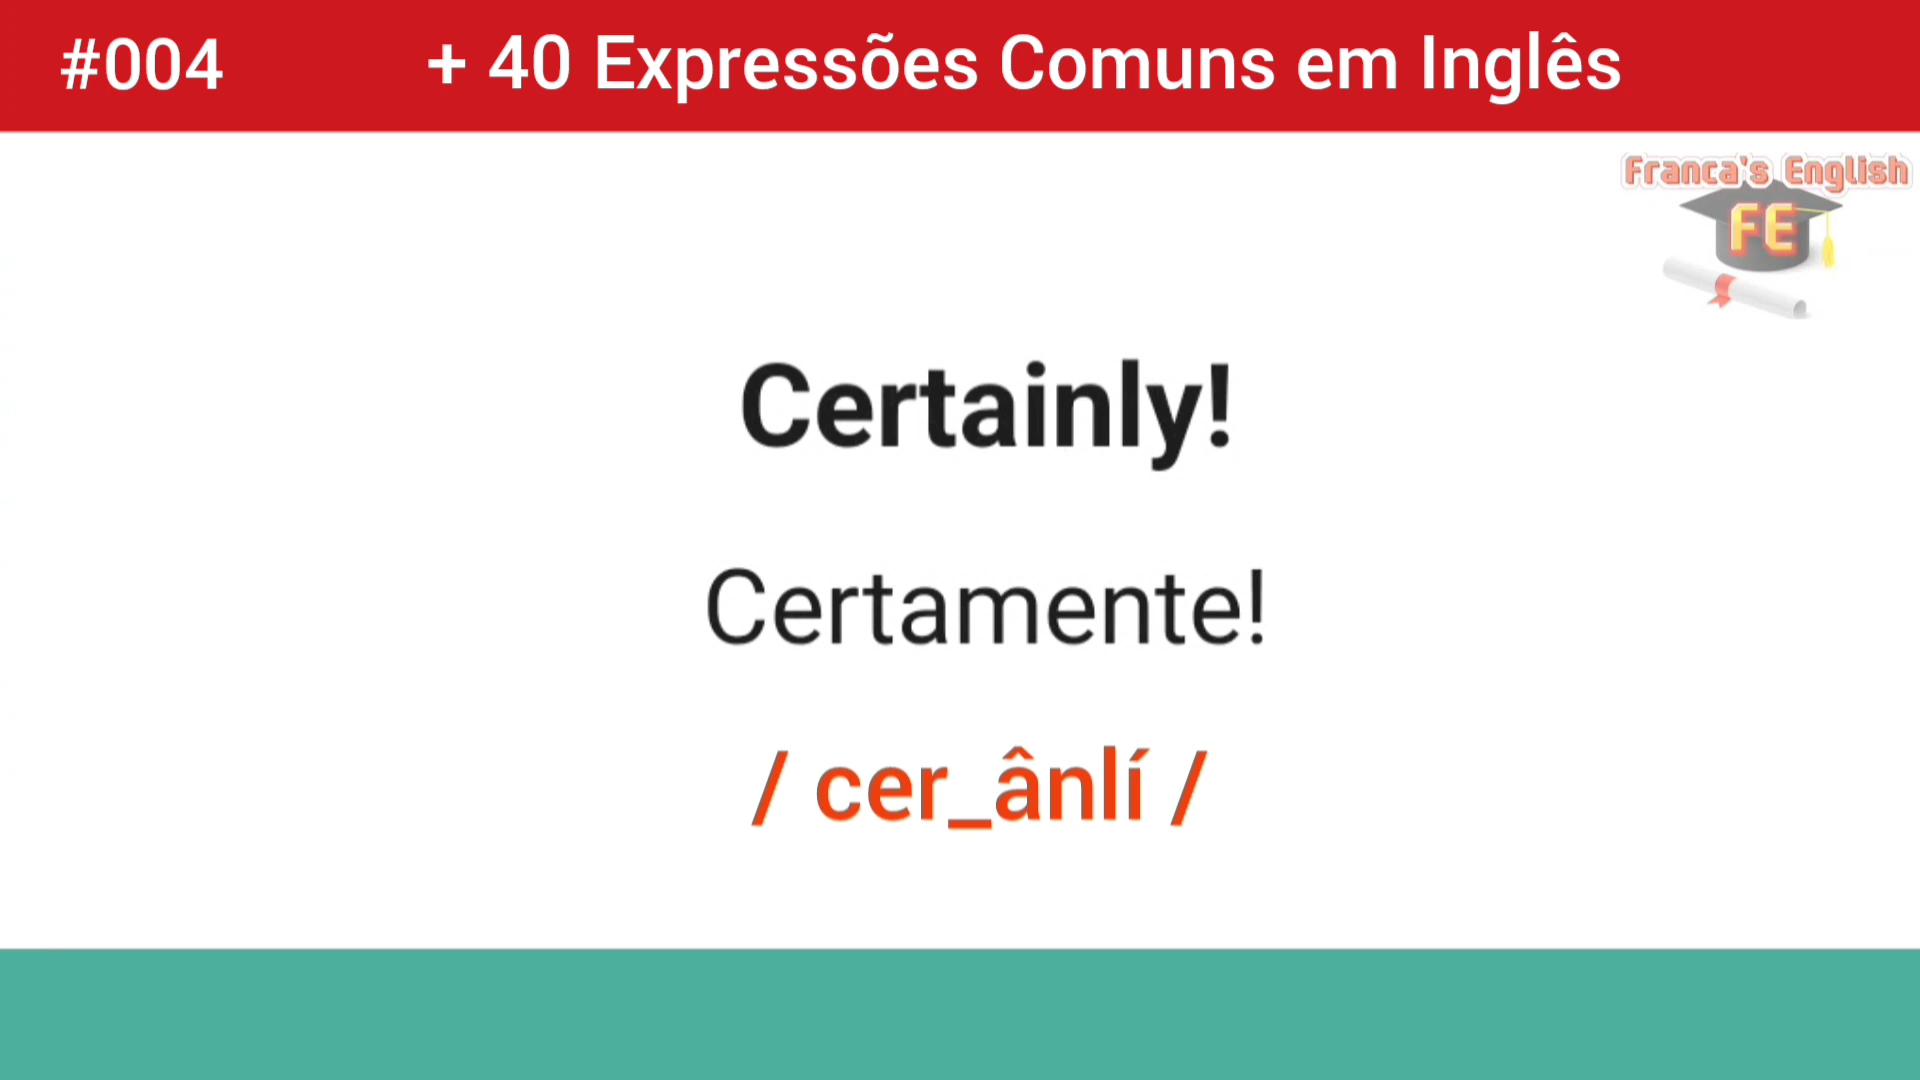 #004 + 40 Expressões Comuns em Inglês
Franca's English
FE
Certainly!
Certamente!
/ cer_ânlí /